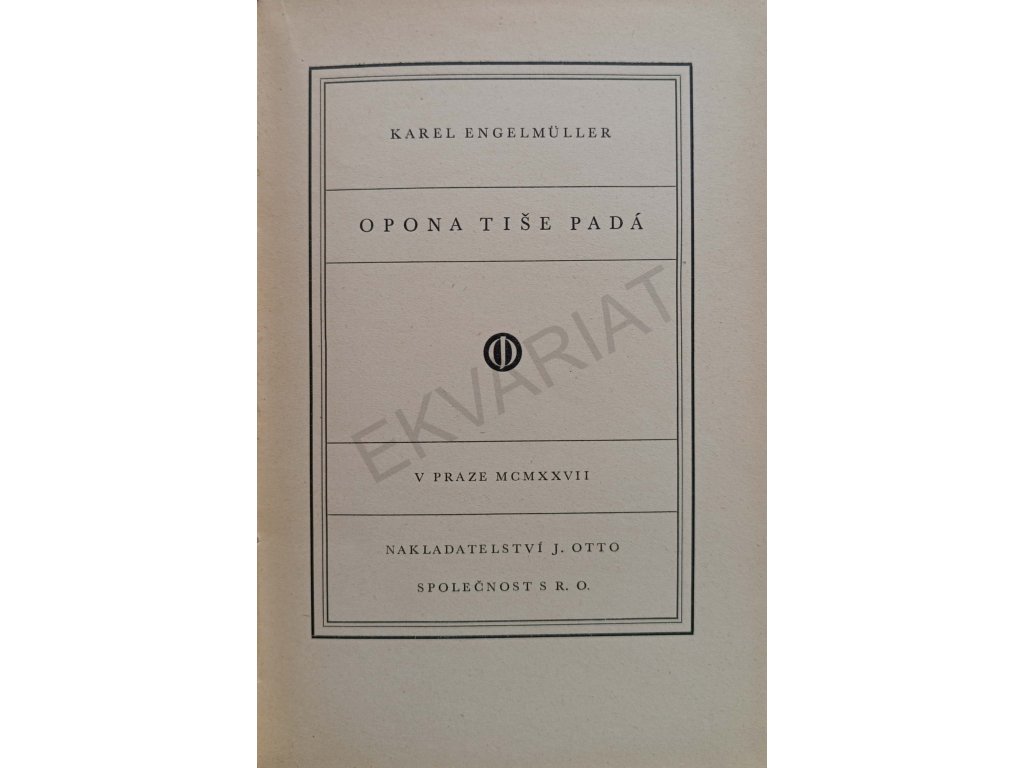 KAREL ENGELMÜLLER
OPONA TIŠE PADÁ
EKVARIAT
V PRAZE MCMXXVII
NAKLADATELSTVÍ J. OTTO
SPOLEČNOST S R. O.